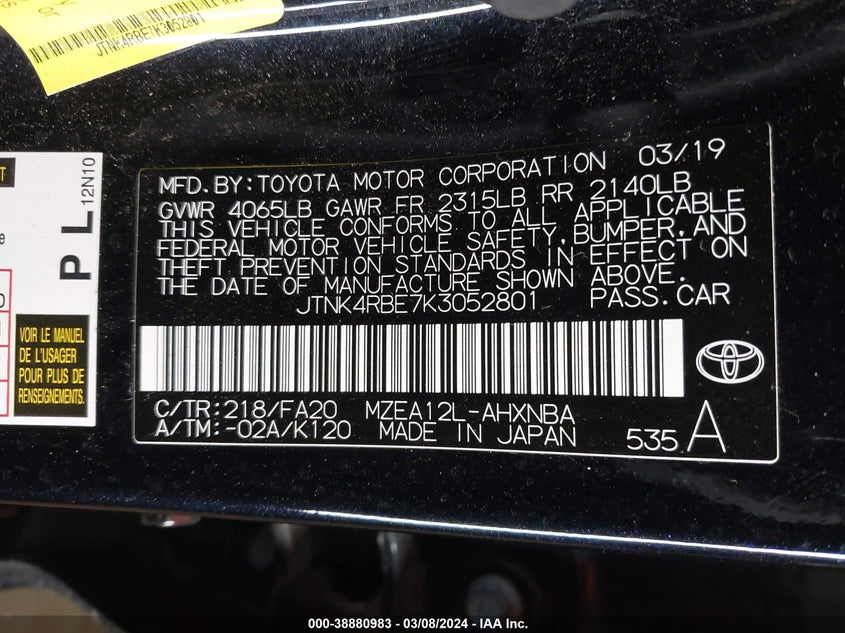 JTNK4RBE7K3052801
PL
12N10
VOIR LE MANUEL
DE L'USAGER
POUR PLUS DE
RENSEIGNEMENTS.
MFD. BY: TOYOTA MOTOR CORPORATION 03/19
GVWR 4065LB GAWR FR 2315LB RR 2140LB
THIS VEHICLE CONFORMS TO ALL APPLICABLE
FEDERAL MOTOR VEHICLE SAFETY, BUMPER, AND
THEFT PREVENTION STANDARDS IN EFFECT ON
THE DATE OF MANUFACTURE SHOWN ABOVE.
JTNK4RBE7K3052801 PASS. CAR
C/TR: 218/FA20 MZEA12L-AHXNBA
A/TM: -02A/K120 MADE IN JAPAN 535 A
000-38880983 - 03/08/2024 - IAA Inc.